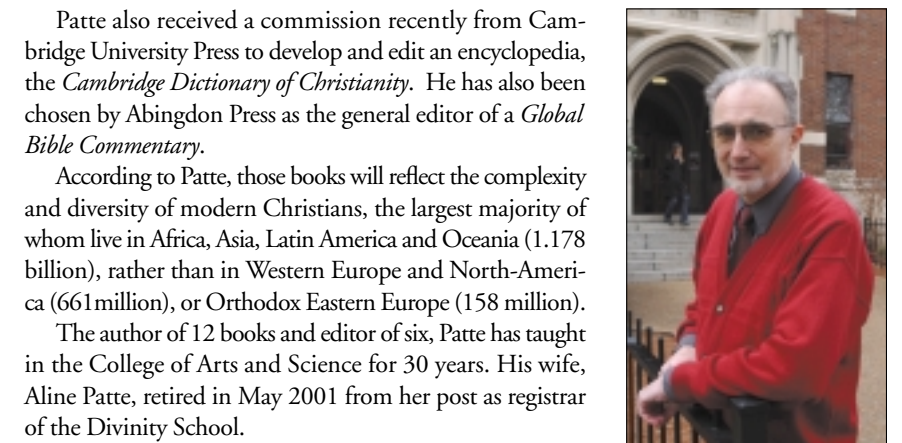 Patte also received a commission recently from Cam-
bridge University Press to develop and edit an encyclopedia,
the Cambridge Dictionary of Christianity.  He has also been
chosen by Abingdon Press as the general editor of a Global
Bible Commentary.
According to Patte, those books will reflect the complexity
and diversity of modern Christians, the largest majority of
whom live in Africa, Asia, Latin America and Oceania (1.178
billion), rather than in Western Europe and North-Ameri-
ca (661million), or Orthodox Eastern Europe (158 million).
The author of 12 books and editor of six, Patte has taught
in the College of Arts and Science for 30 years. His wife,
Aline Patte, retired in May 2001 from her post as registrar
of the Divinity School.